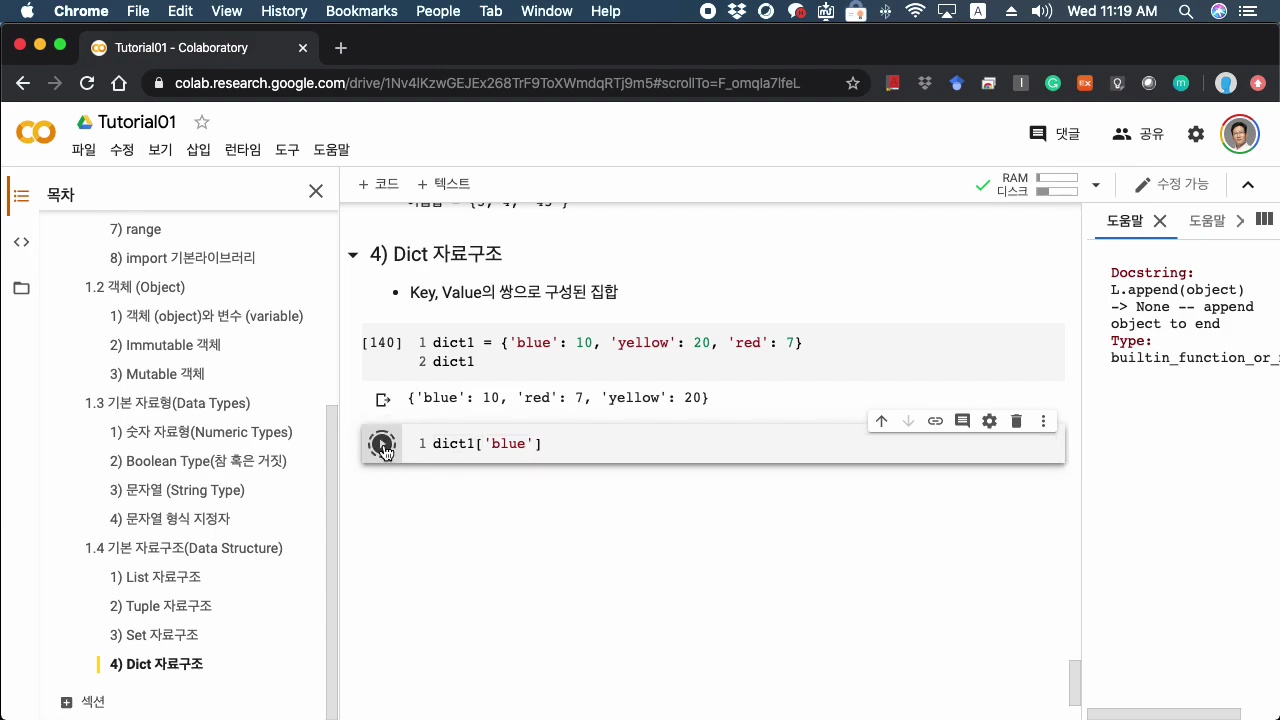 Chrome File Edit View History Bookmarks People Tab Window Help Wed 11:19 AM
Tutorial01 - Colaboratory
colab.research.google.com/drive/1Nv4lKzwGEJEx268TrF9ToXWmdqRTj9m5#scrollTo=F_omqla7lfeL
Tutorial01
댓글 공유
파일 수정 보기 삽입 런타임 도구 도움말
목차
+ 코드 + 텍스트
RAM
디스크
수정 가능
7) range
8) import 기본라이브러리
1.2 객체 (Object)
1) 객체 (object)와 변수 (variable)
2) Immutable 객체
3) Mutable 객체
1.3 기본 자료형(Data Types)
1) 숫자 자료형(Numeric Types)
2) Boolean Type(참 혹은 거짓)
3) 문자열 (String Type)
4) 문자열 형식 지정자
1.4 기본 자료구조(Data Structure)
1) List 자료구조
2) Tuple 자료구조
3) Set 자료구조
4) Dict 자료구조
섹션
4) Dict 자료구조
• Key, Value의 쌍으로 구성된 집합
[140] 1 dict1 = {'blue': 10, 'yellow': 20, 'red': 7}
2 dict1
{'blue': 10, 'red': 7, 'yellow': 20}
1 dict1['blue']
도움말 도움말
Docstring:
L.append(object)
-> None -- append
object to end
Type:
builtin_function_or_